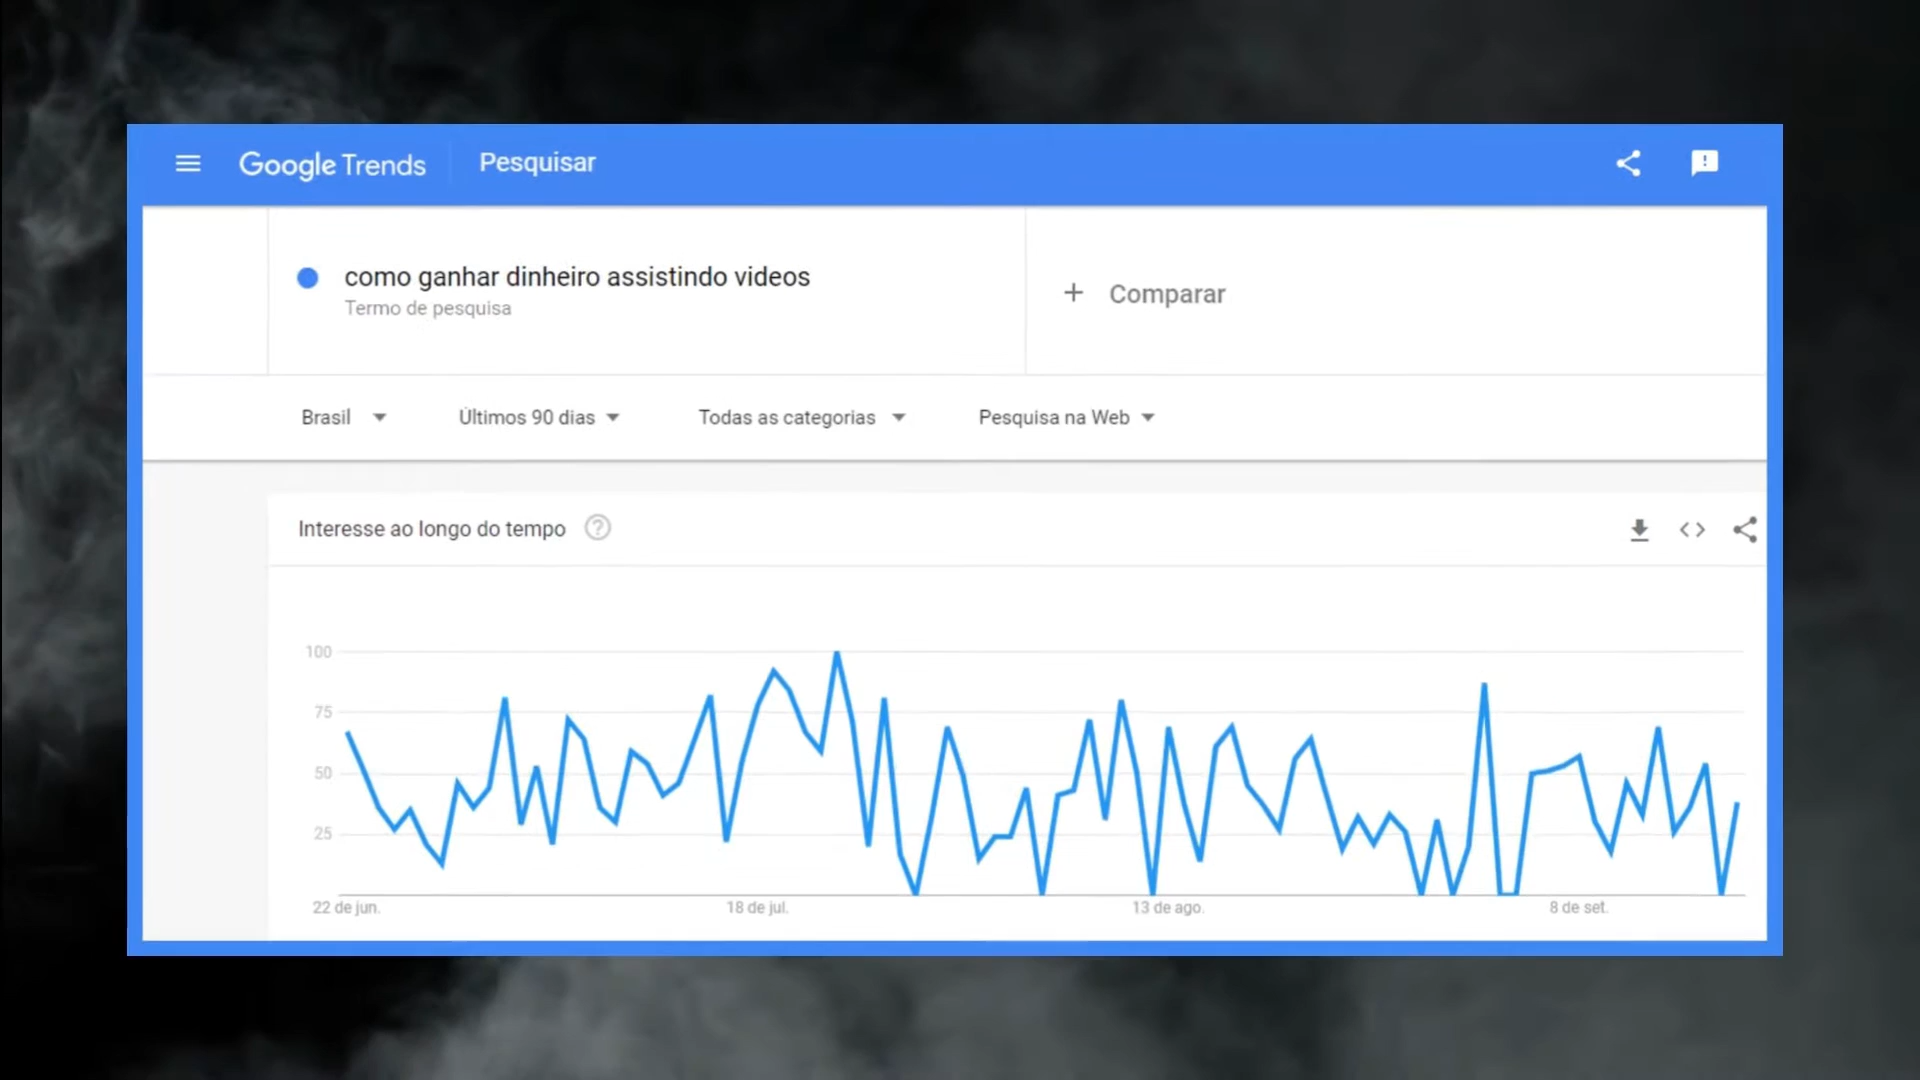 Google Trends
Pesquisar
como ganhar dinheiro assistindo videos
Termo de pesquisa
+ Comparar
Brasil
Últimos 90 dias
Todas as categorias
Pesquisa na Web
Interesse ao longo do tempo
100
75
50
25
22 de jun.
18 de jul.
13 de ago.
8 de set.